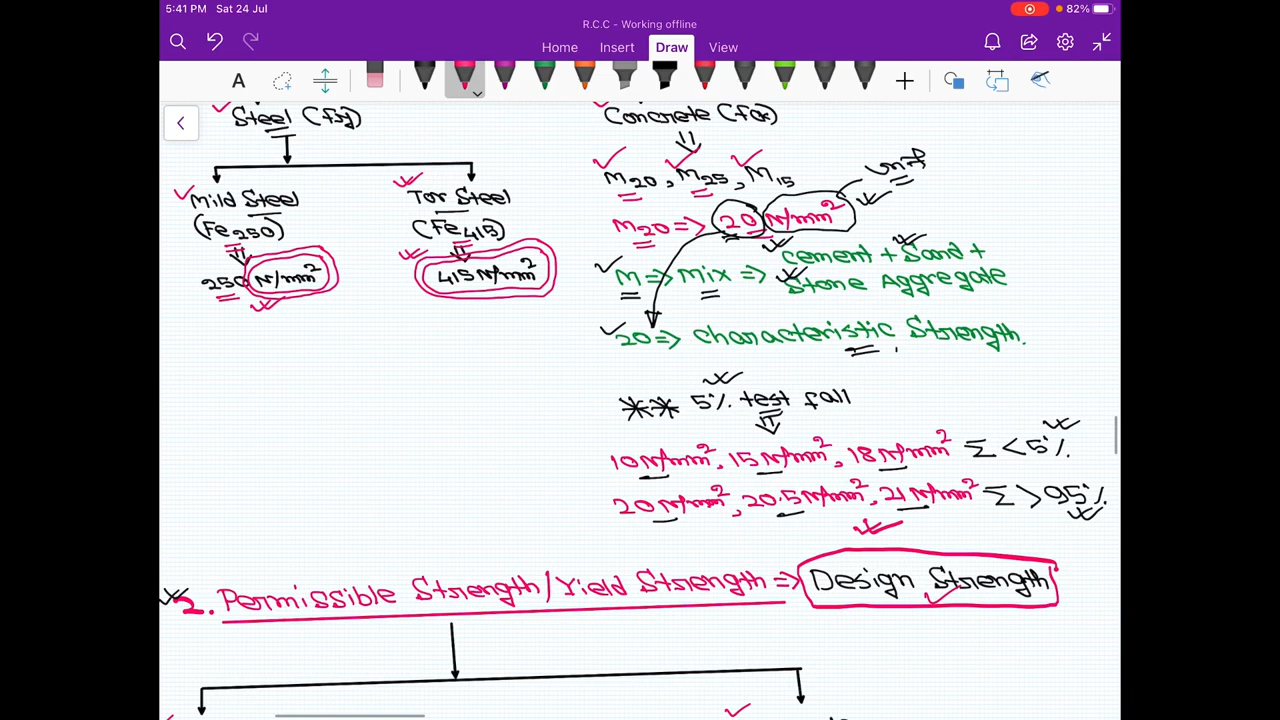 5:41 PM Sat 24 Jul
82%
R.C.C - Working offline
Home Insert Draw View
A
Steel (fsy)
Mild Steel
(Fe250)
250 N/mm²
Tor Steel
(Fe415)
415 N/mm²
Concrete (fck)
M20, M25, M15
Unit
M20 => 20 N/mm²
M => Mix => Cement + Sand +
Stone Aggregate
20 => Characteristic Strength.
** 5% test fall
10 N/mm², 15 N/mm², 18 N/mm² Σ < 5%
20 N/mm², 20.5 N/mm², 21 N/mm² Σ > 95%
2. Permissible Strength/Yield Strength => Design Strength